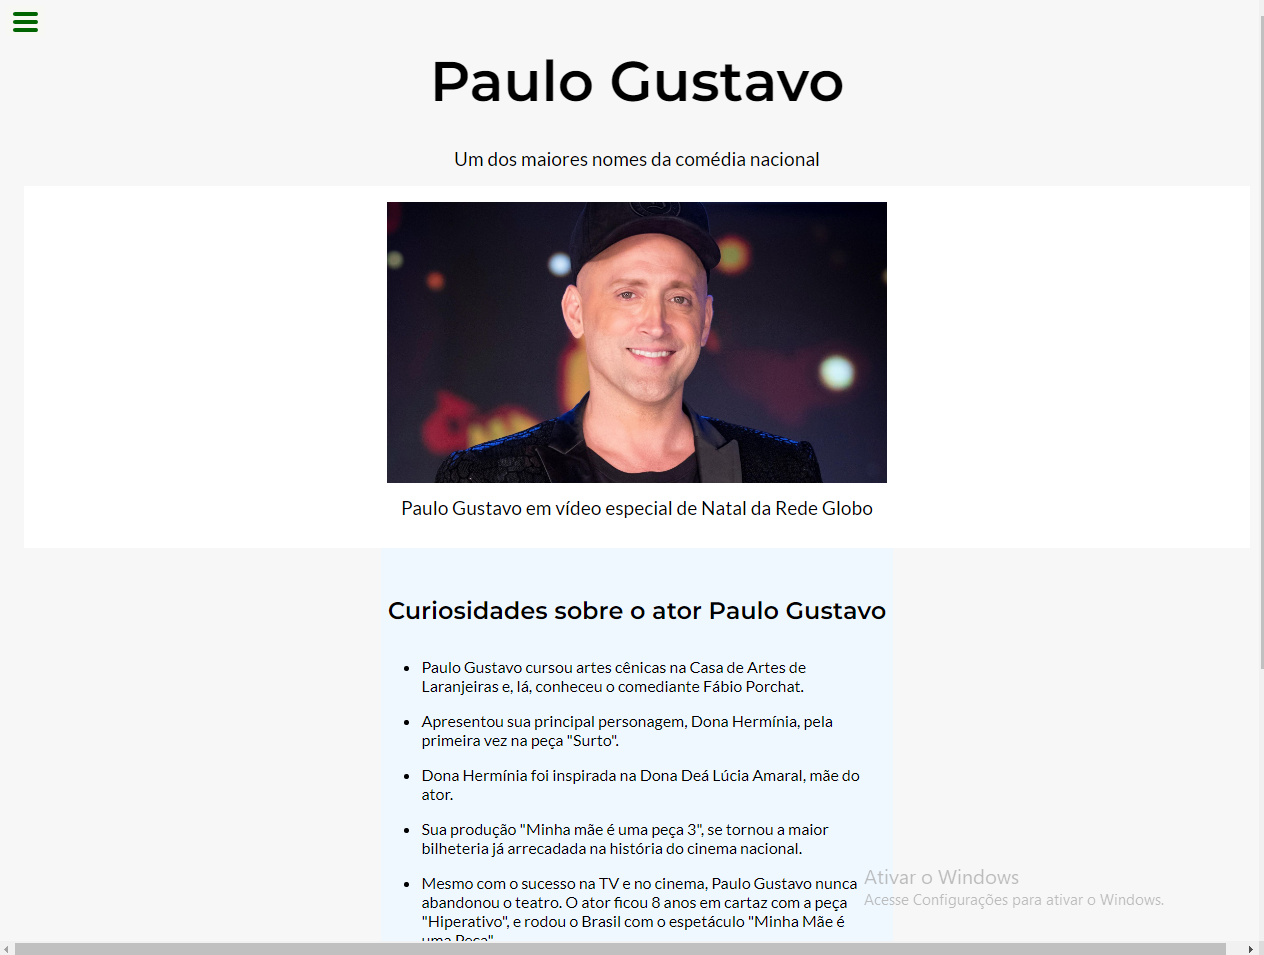 Paulo Gustavo
Um dos maiores nomes da comédia nacional
Paulo Gustavo em vídeo especial de Natal da Rede Globo
Curiosidades sobre o ator Paulo Gustavo
Paulo Gustavo cursou artes cênicas na Casa de Artes de
Laranjeiras e, lá, conheceu o comediante Fábio Porchat.
Apresentou sua principal personagem, Dona Hermínia, pela
primeira vez na peça "Surto".
Dona Hermínia foi inspirada na Dona Deá Lúcia Amaral, mãe do
ator.
Sua produção "Minha mãe é uma peça 3", se tornou a maior
bilheteria já arrecadada na história do cinema nacional.
Mesmo com o sucesso na TV e no cinema, Paulo Gustavo nunca
abandonou o teatro. O ator ficou 8 anos em cartaz com a peça
"Hiperativo", e rodou o Brasil com o espetáculo "Minha Mãe é
uma Peça"
Ativar o Windows
Acesse Configurações para ativar o Windows.